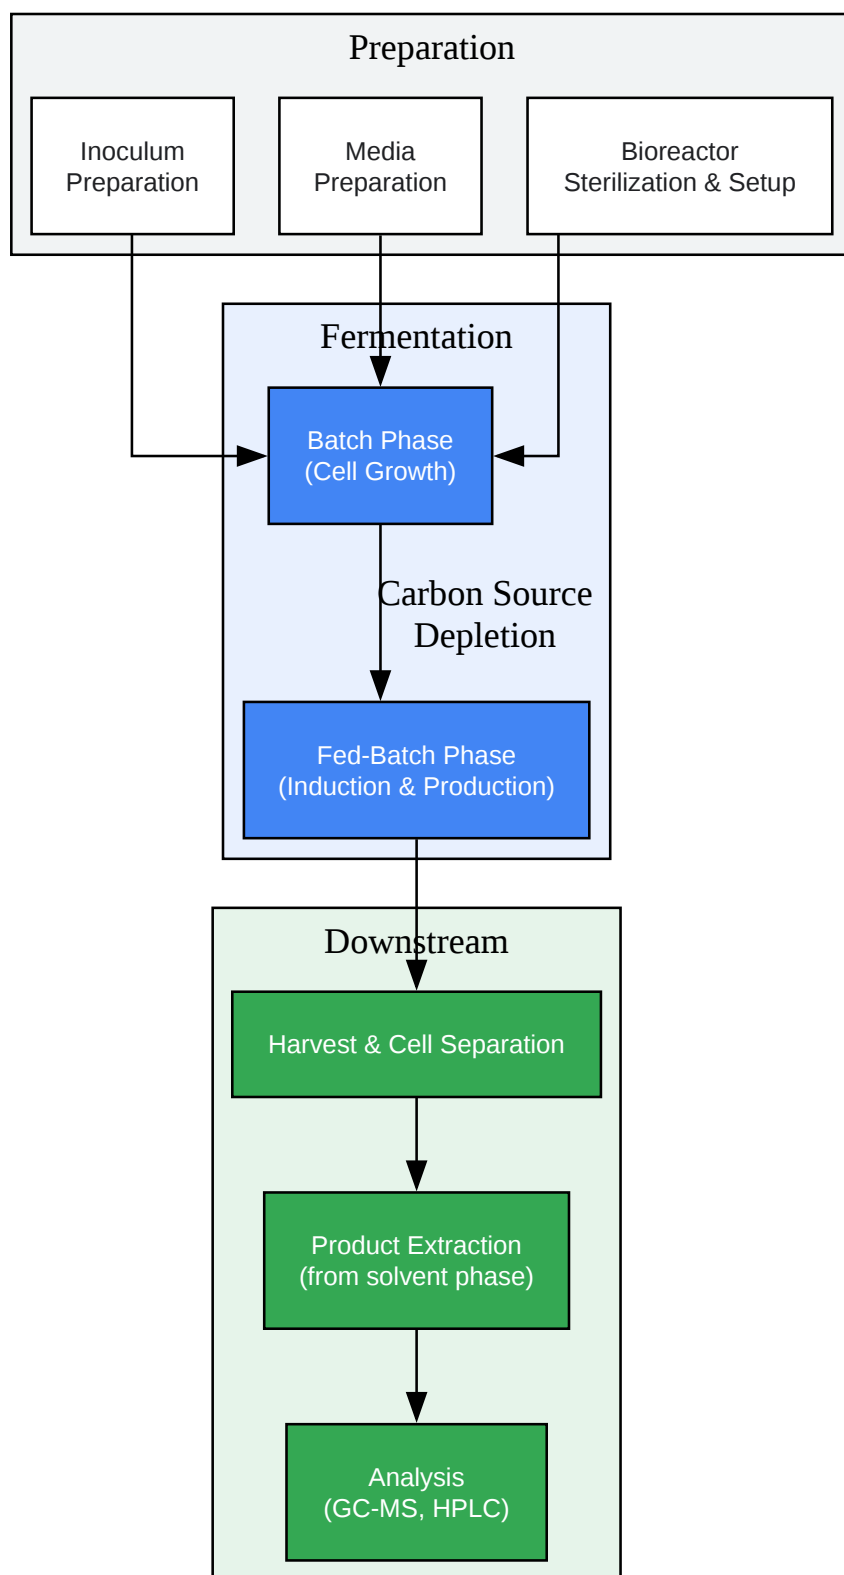 Preparation
Inoculum
Preparation
Media
Preparation
Bioreactor
Sterilization & Setup
Fermentation
Batch Phase
(Cell Growth)
Carbon Source
Depletion
Fed-Batch Phase
(Induction & Production)
Downstream
Harvest & Cell Separation
Product Extraction
(from solvent phase)
Analysis
(GC-MS, HPLC)